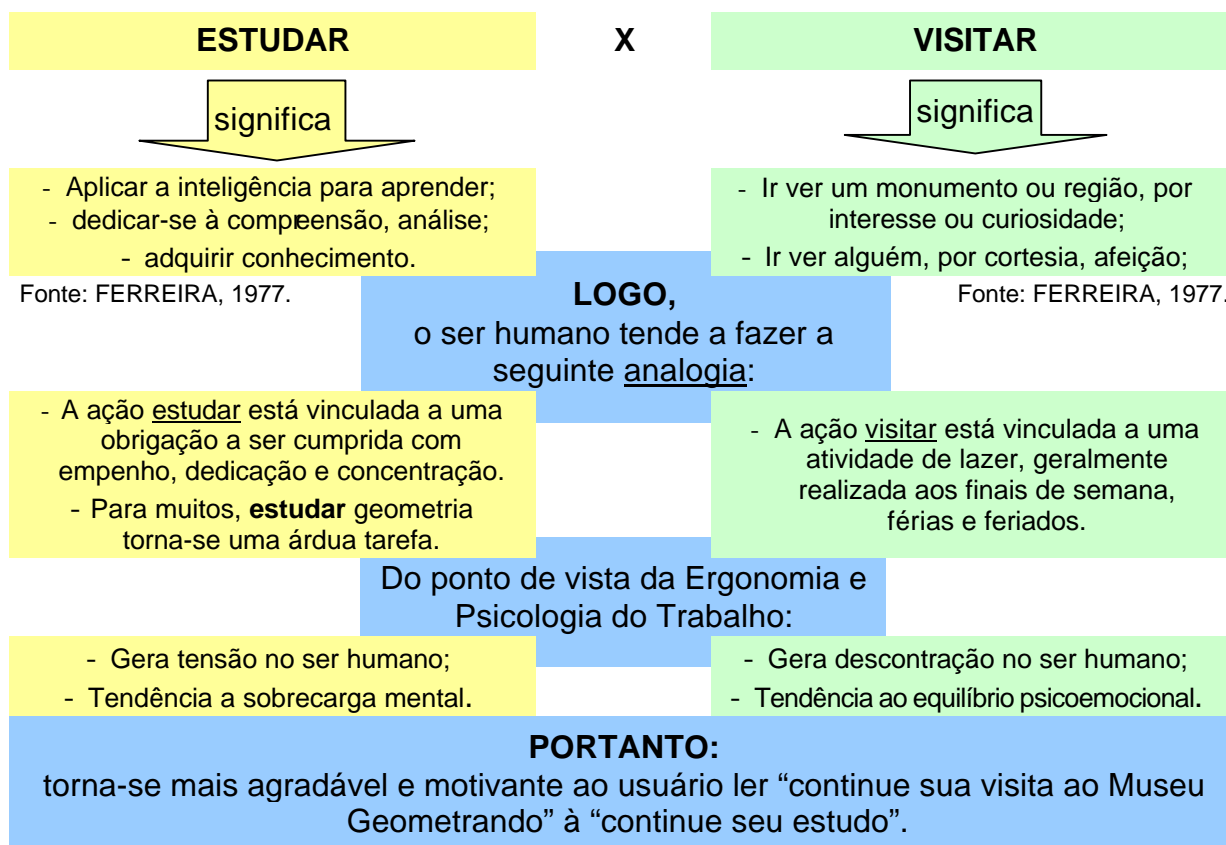 ESTUDAR
X
VISITAR
significa
significa
- Aplicar a inteligência para aprender;
- dedicar-se à compreensão, análise;
- adquirir conhecimento.
Fonte: FERREIRA, 1977.
- Ir ver um monumento ou região, por
interesse ou curiosidade;
- Ir ver alguém, por cortesia, afeição;
Fonte: FERREIRA, 1977.
LOGO,
o ser humano tende a fazer a
seguinte analogia:
- A ação estudar está vinculada a uma
obrigação a ser cumprida com
empenho, dedicação e concentração.
- Para muitos, estudar geometria
torna-se uma árdua tarefa.
- A ação visitar está vinculada a uma
atividade de lazer, geralmente
realizada aos finais de semana,
férias e feriados.
Do ponto de vista da Ergonomia e
Psicologia do Trabalho:
- Gera tensão no ser humano;
- Tendência a sobrecarga mental.
- Gera descontração no ser humano;
- Tendência ao equilíbrio psicoemocional.
PORTANTO:
torna-se mais agradável e motivante ao usuário ler “continue sua visita ao Museu
Geometrando” à “continue seu estudo”.